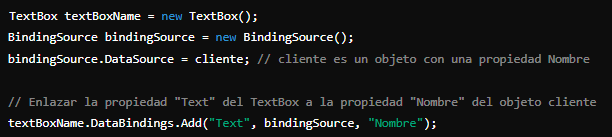 TextBox textBoxName = new TextBox();
BindingSource bindingSource = new BindingSource();
bindingSource.DataSource = cliente; // cliente es un objeto con una propiedad Nombre
// Enlazar la propiedad "Text" del TextBox a la propiedad "Nombre" del objeto cliente
textBoxName.DataBindings.Add("Text", bindingSource, "Nombre");